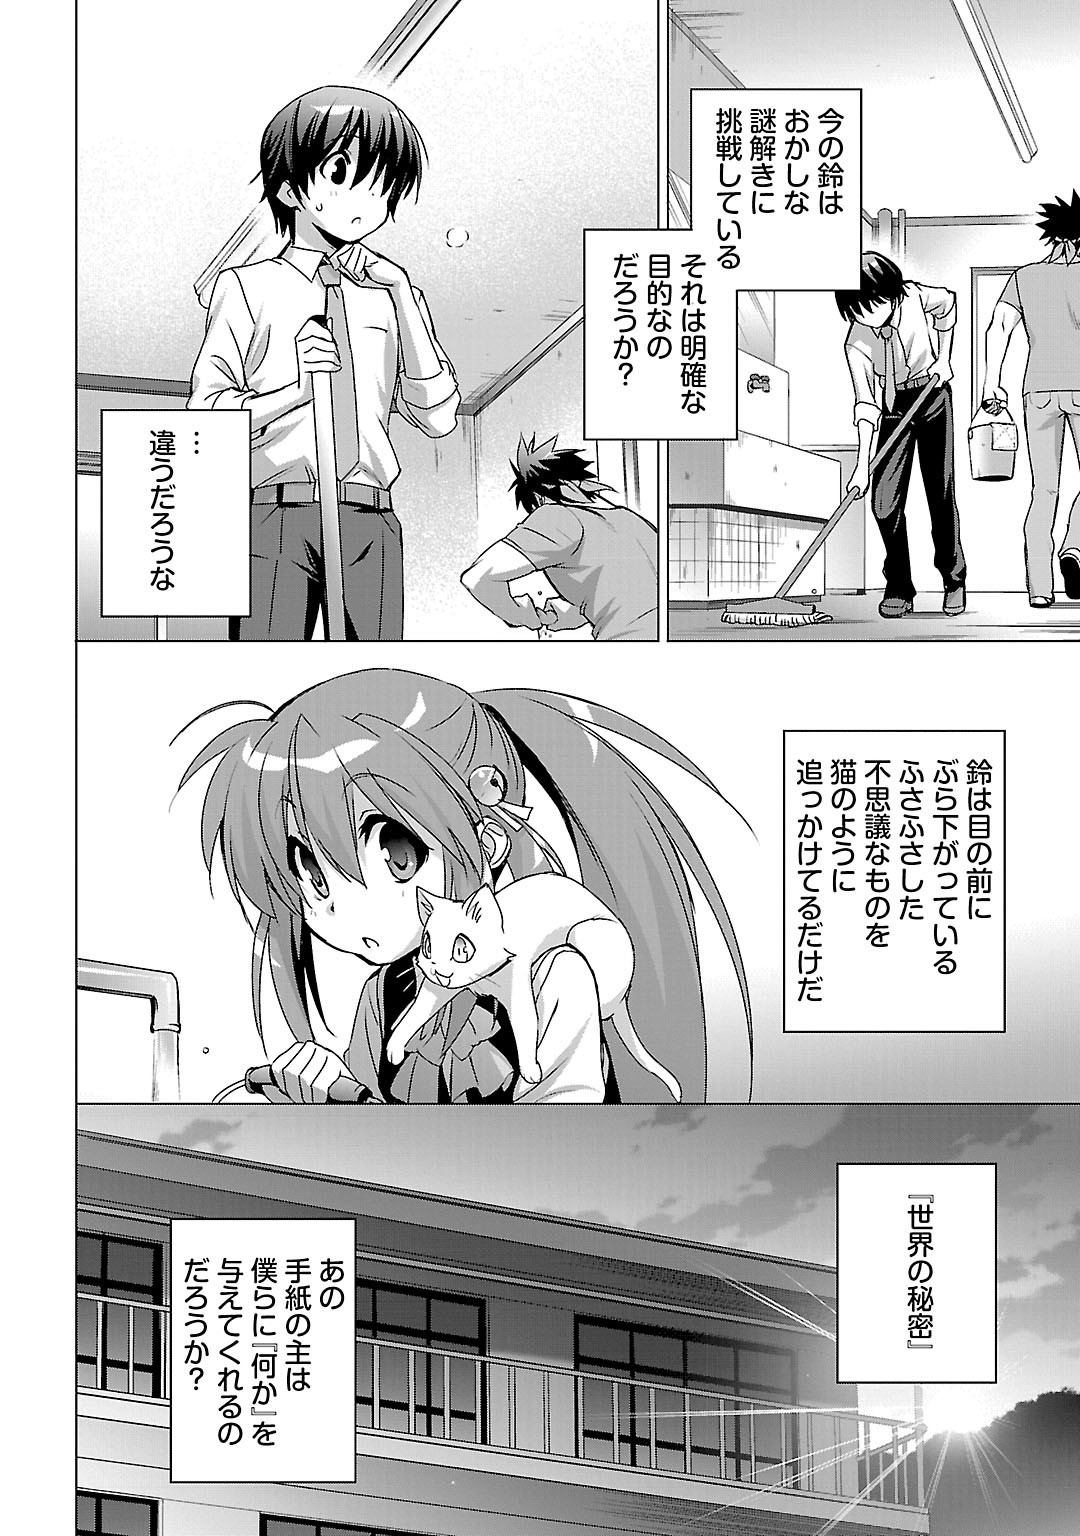 今の鈴は
おかしな
謎解きに
挑戦している
それは明確な
目的なの
だろうか?
…
違うだろうな
鈴は目の前に
ぶら下がっている
ふさふさした
不思議なものを
猫のように
追っかけてるだけだ
『世界の秘密』
あの
手紙の主は
僕らに『何か』を
与えてくれるの
だろうか?